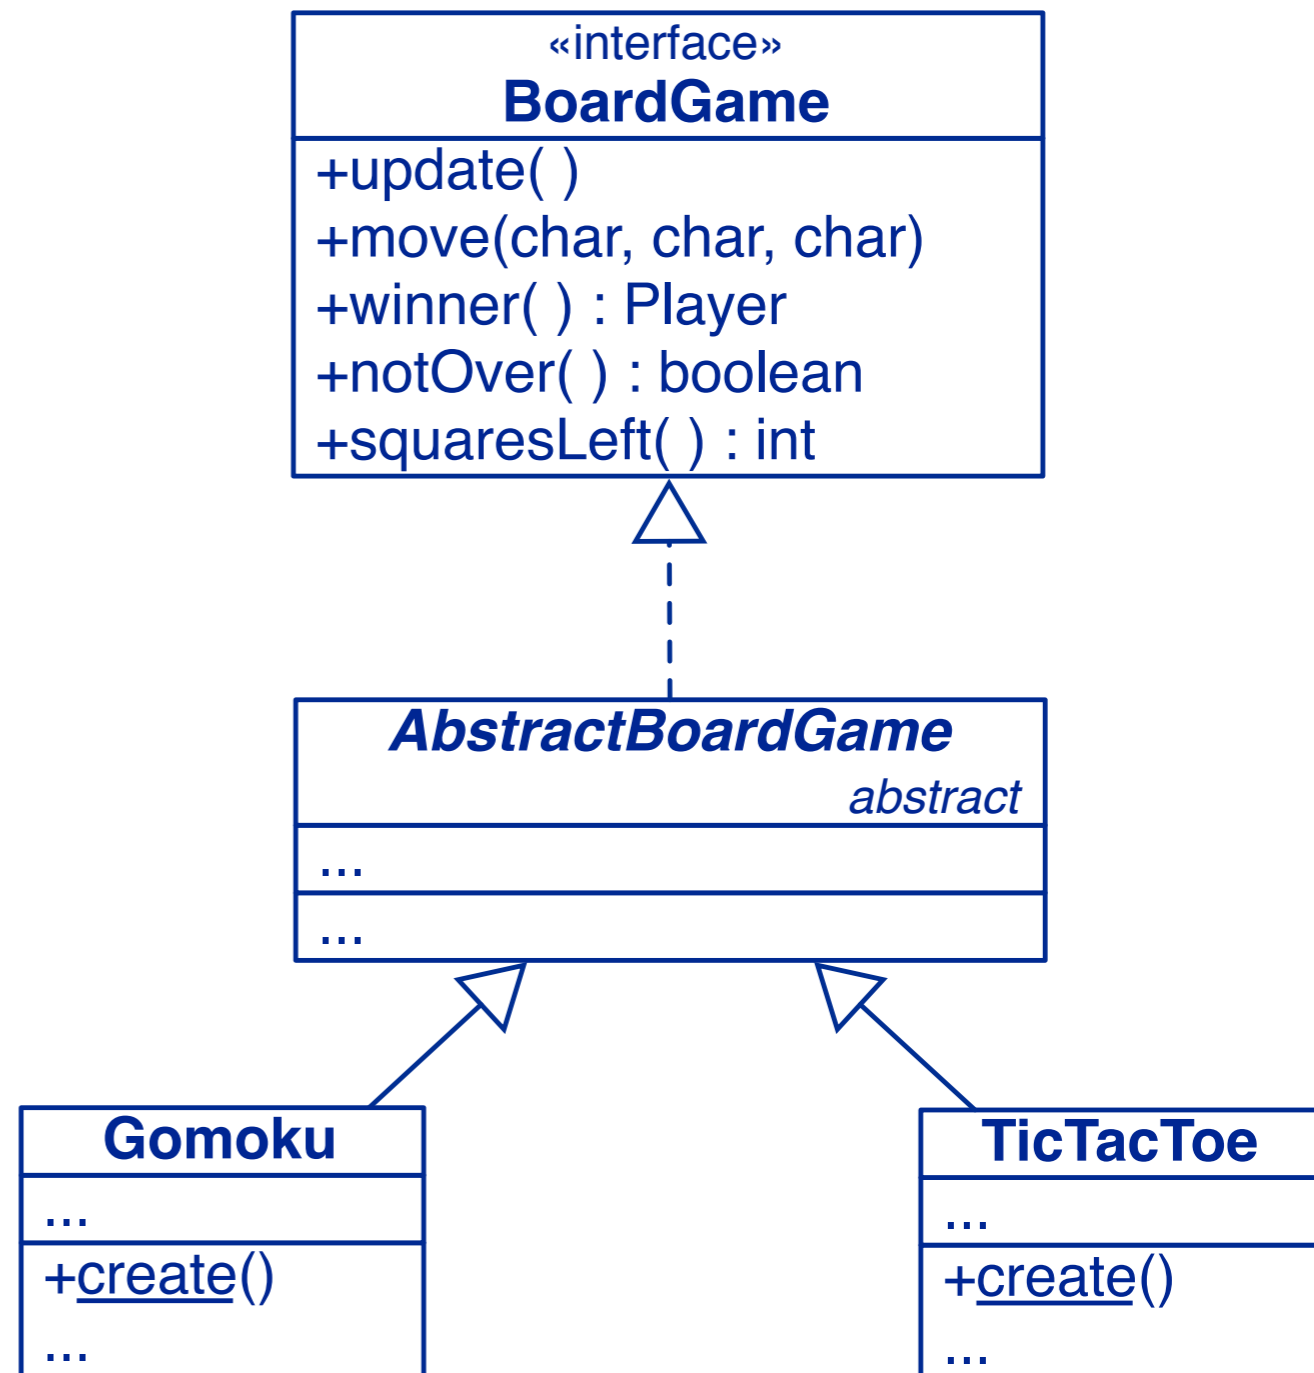 «interface»
BoardGame
+update( )
+move(char, char, char)
+winner( ) : Player
+notOver( ) : boolean
+squaresLeft( ) : int
AbstractBoardGame
abstract
...
...
Gomoku
...
+create()
...
TicTacToe
...
+create()
...